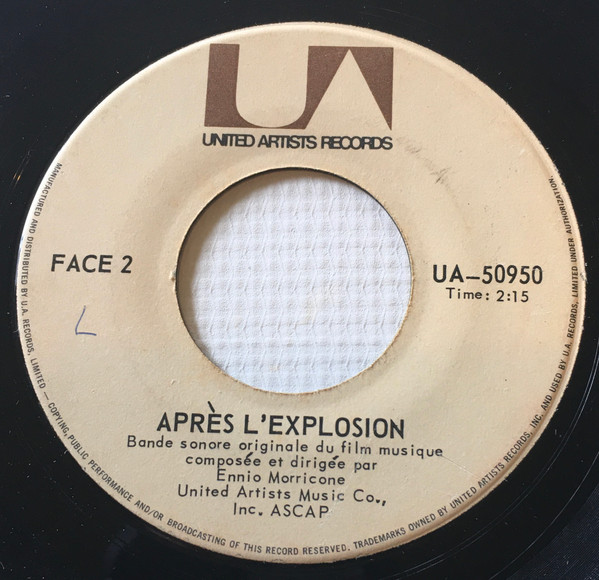 UA
UNITED ARTISTS RECORDS
FACE 2
UA-50950
Time: 2:15
APRÈS L'EXPLOSION
Bande sonore originale du film musique
composée et dirigée par
Ennio Morricone
United Artists Music Co.,
Inc. ASCAP
MANUFACTURED AND DISTRIBUTED BY U.A. RECORDS, LIMITED — COPYING, PUBLIC PERFORMANCE AND/OR BROADCASTING OF THIS RECORD RESERVED. TRADEMARKS OWNED BY UNITED ARTISTS RECORDS, INC. AND USED BY U.A. RECORDS, LIMITED UNDER AUTHORIZATION.
L